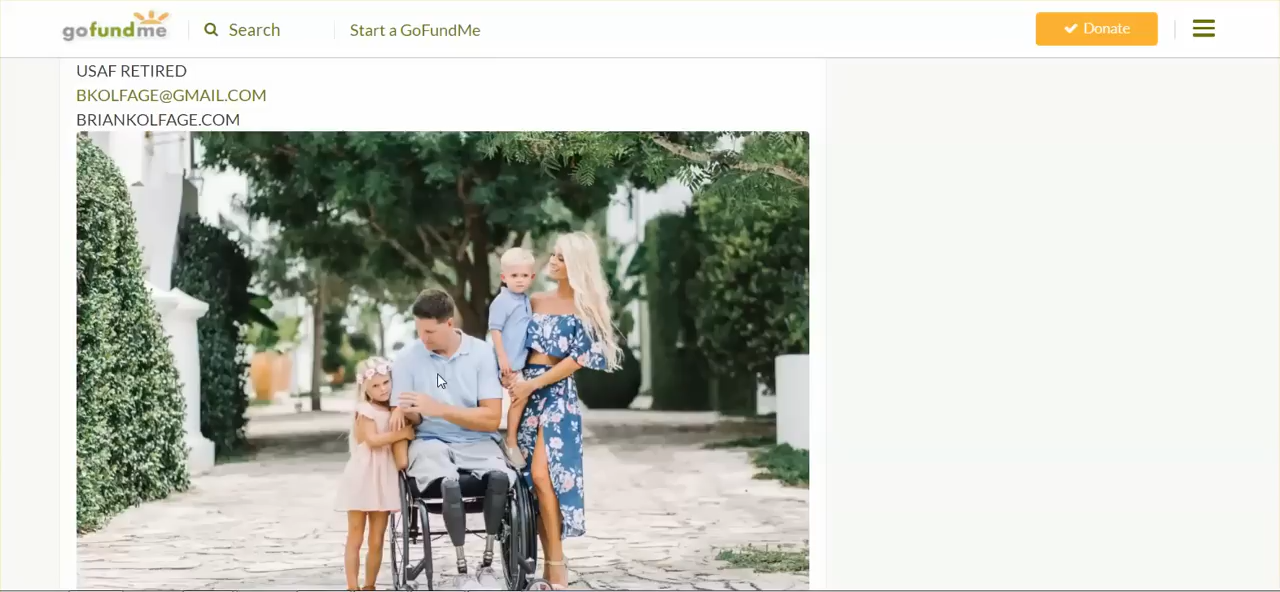 gofundme
Search
Start a GoFundMe
Donate
USAF RETIRED
BKOLFAGE@GMAIL.COM
BRIANKOLFAGE.COM